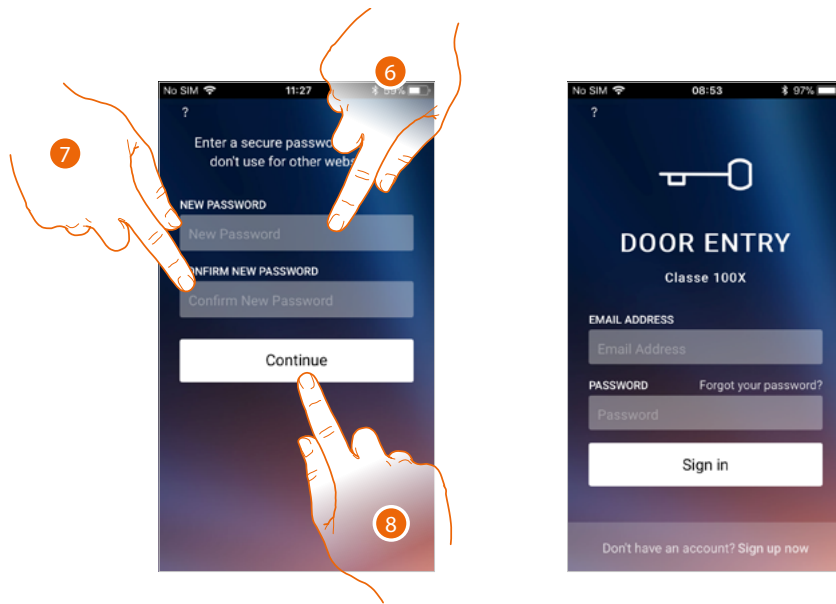 6
No SIM 11:27 59%
?
Enter a secure passwo
don't use for other webs
7
NEW PASSWORD
New Password
ONFIRM NEW PASSWORD
Confirm New Password
Continue
8
No SIM 08:53 97%
?
DOOR ENTRY
Classe 100X
EMAIL ADDRESS
Email Address
PASSWORD Forgot your password?
Password
Sign in
Don't have an account? Sign up now